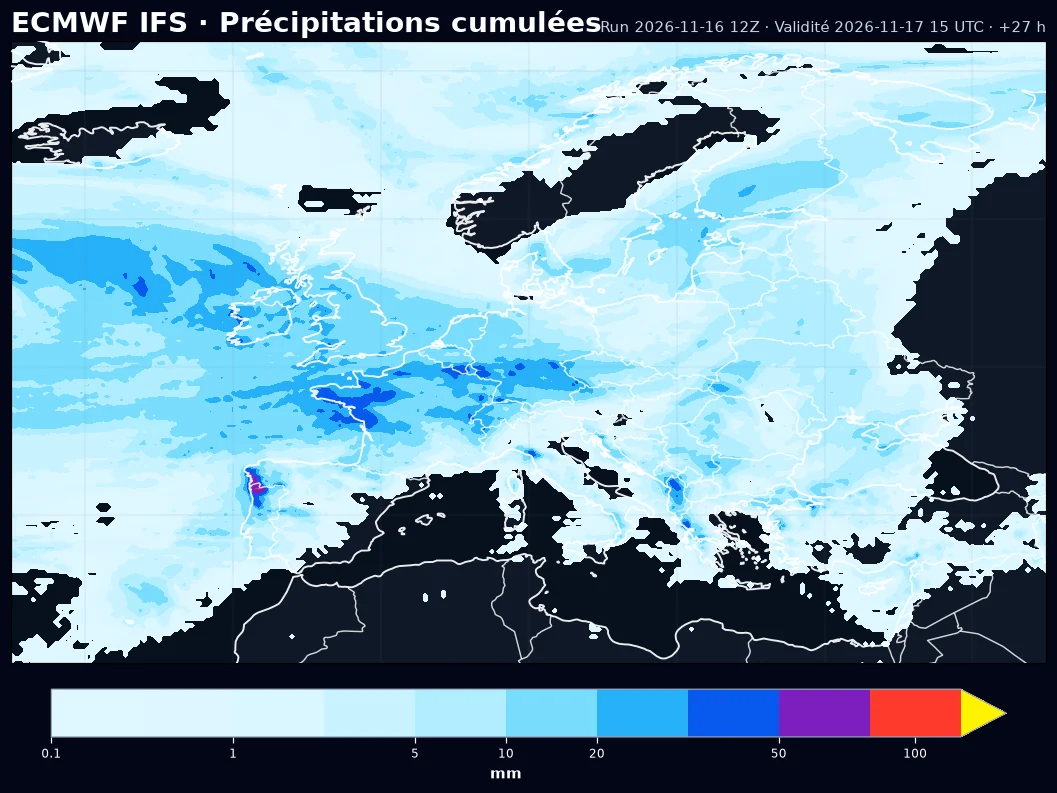 ECMWF IFS · Précipitations cumulées
Run 2026-11-16 12Z · Validité 2026-11-17 15 UTC · +27 h
0.1 1 5 10 20 50 100
mm